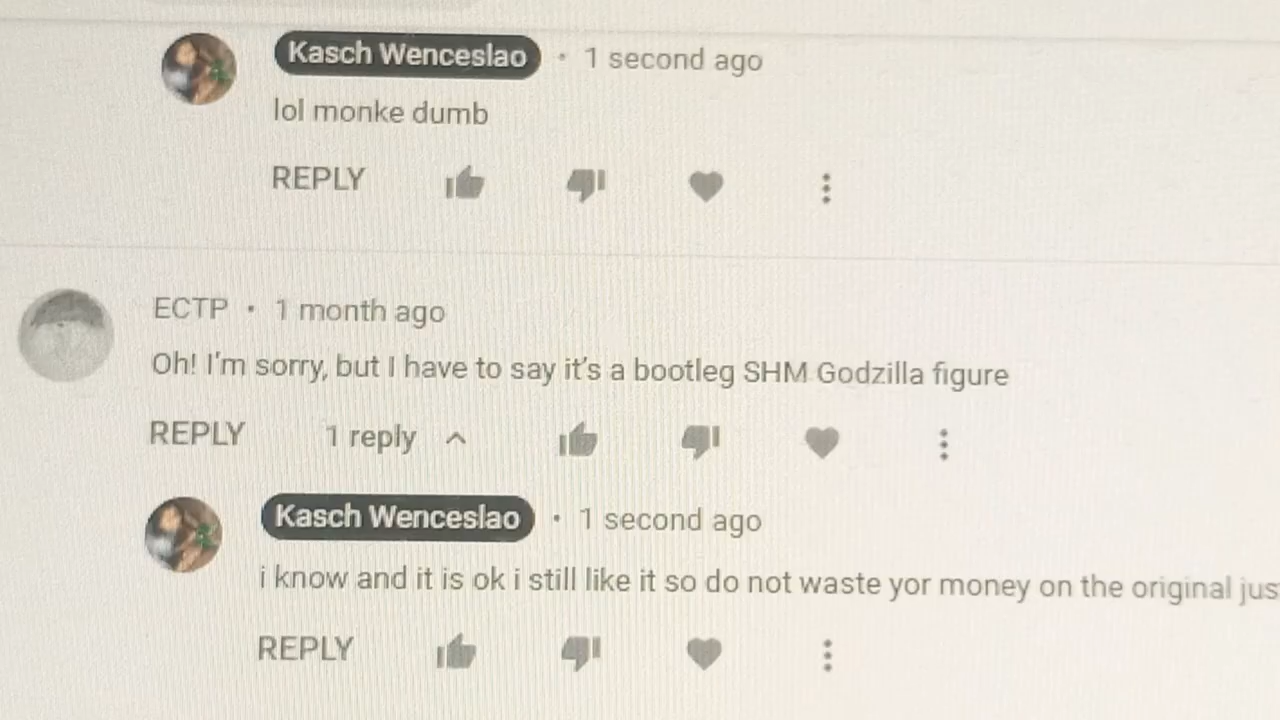 Kasch Wenceslao • 1 second ago
lol monke dumb
REPLY
ECTP • 1 month ago
Oh! I'm sorry, but I have to say it's a bootleg SHM Godzilla figure
REPLY 1 reply
Kasch Wenceslao • 1 second ago
i know and it is ok i still like it so do not waste yor money on the original jus
REPLY